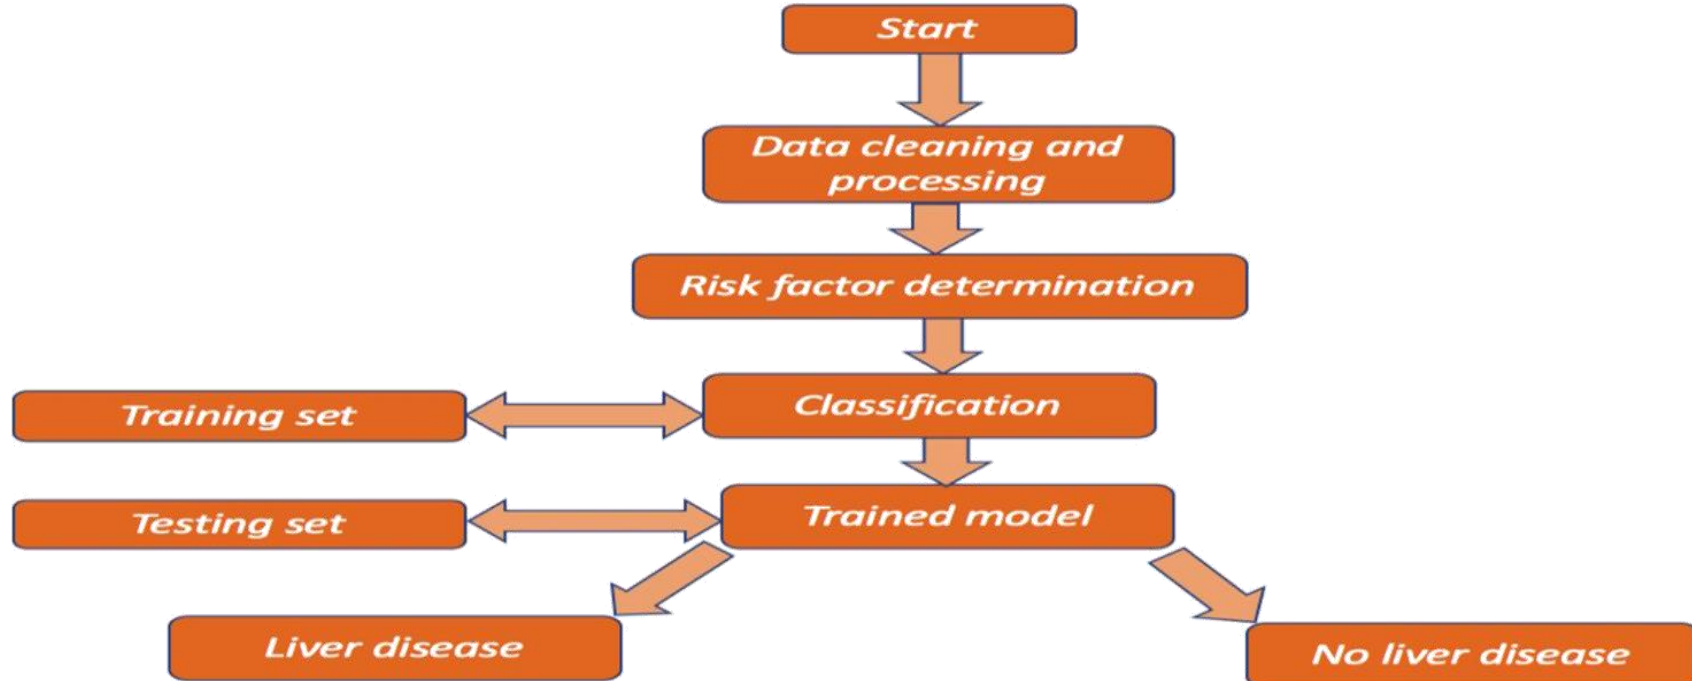 Start
Data cleaning and
processing
Risk factor determination
Training set
Classification
Testing set
Trained model
Liver disease
No liver disease